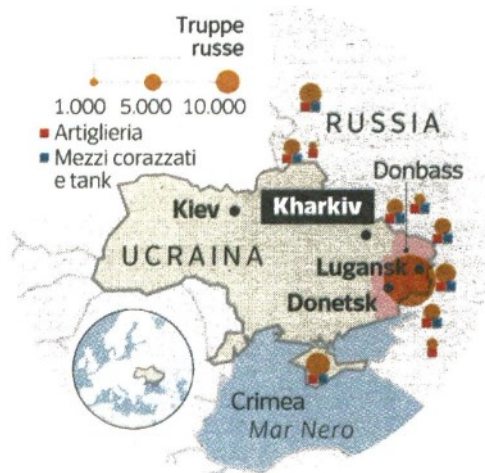 Truppe
russe
1.000 5.000 10.000
Artiglieria
Mezzi corazzati
e tank
RUSSIA
Donbass
Kiev
Kharkiv
UCRAINA
Lugansk
Donetsk
Crimea
Mar Nero